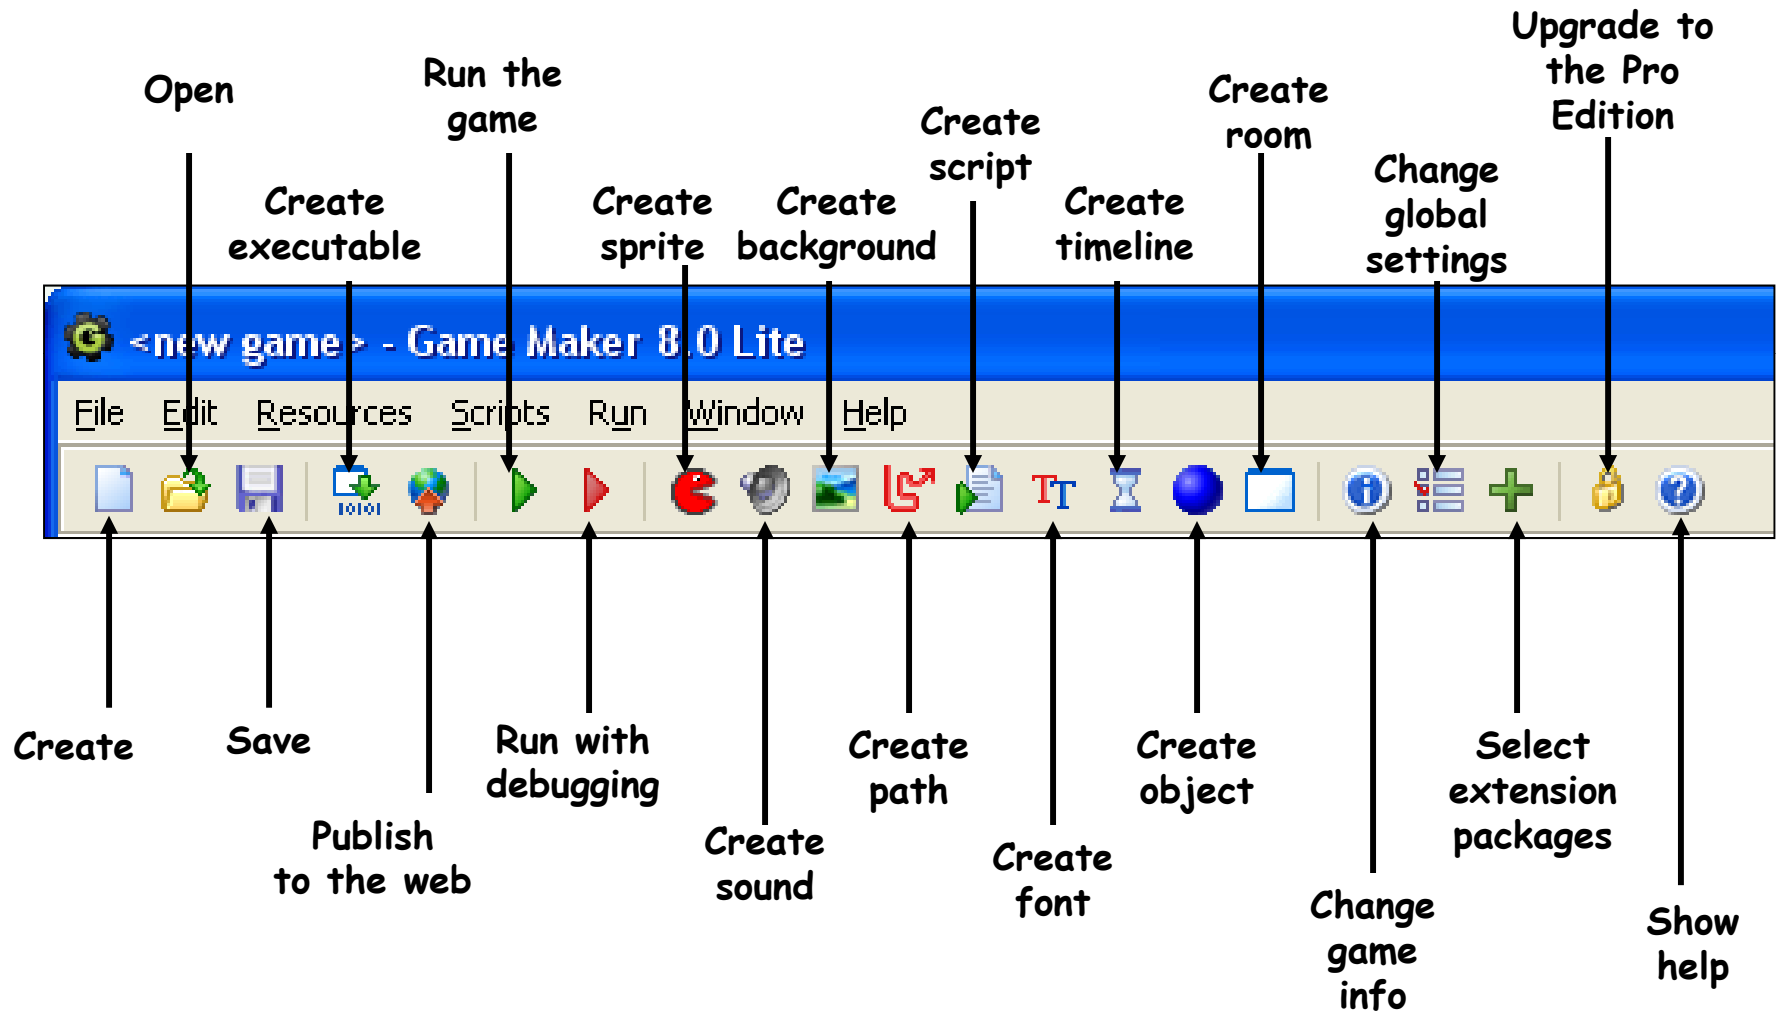 Open
Run the
game
Create
executable
Create
sprite
Create
background
Create
script
Create
timeline
Create
room
Change
global
settings
Upgrade to
the Pro
Edition
<new game> - Game Maker 8.0 Lite
File Edit Resources Scripts Run Window Help
10101
TT
Create
Save
Publish
to the web
Run with
debugging
Create
sound
Create
path
Create
font
Create
object
Change
game
info
Select
extension
packages
Show
help